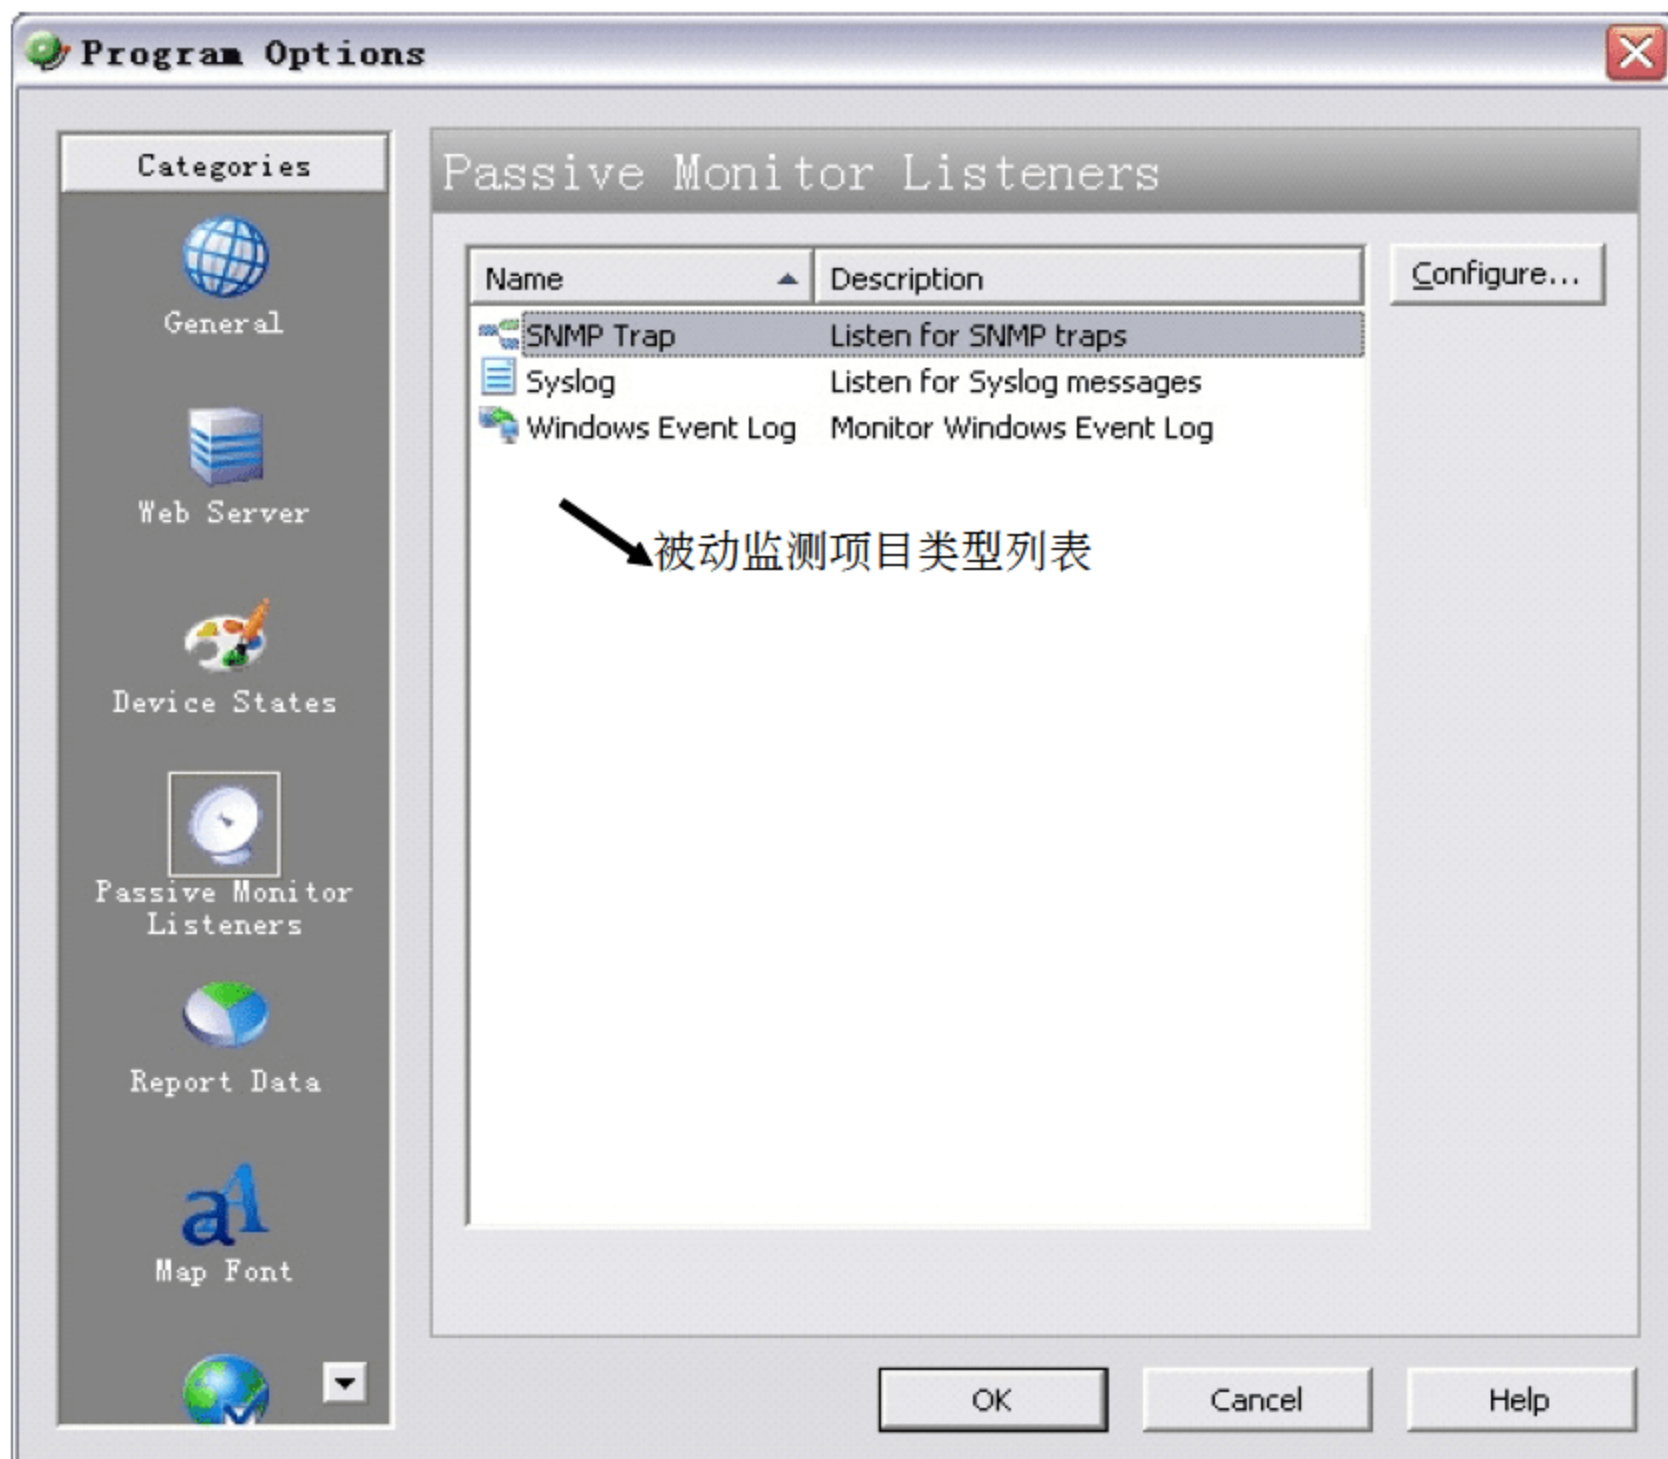 Program Options
Categories
General
Web Server
Device States
Passive Monitor
Listeners
Report Data
Map Font
Passive Monitor Listeners
Name Description
SNMP Trap Listen for SNMP traps
Syslog Listen for Syslog messages
Windows Event Log Monitor Windows Event Log
被动监测项目类型列表
Configure...
OK Cancel Help